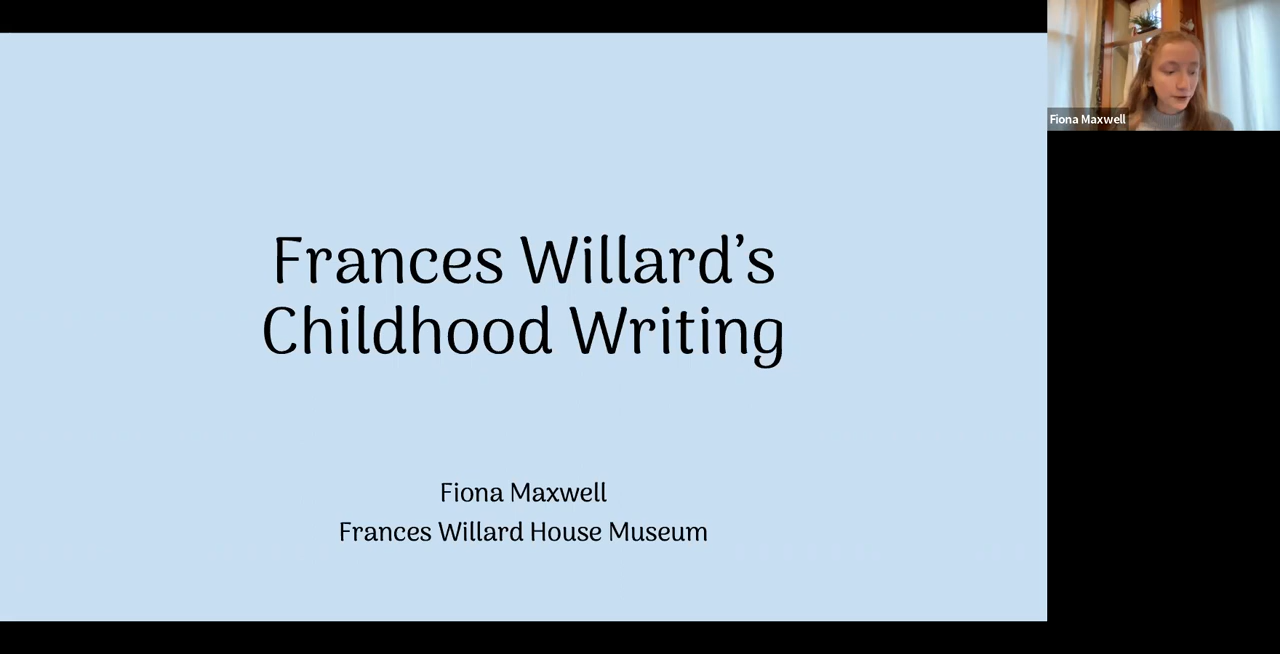 Frances Willard’s
Childhood Writing
Fiona Maxwell
Frances Willard House Museum
Fiona Maxwell